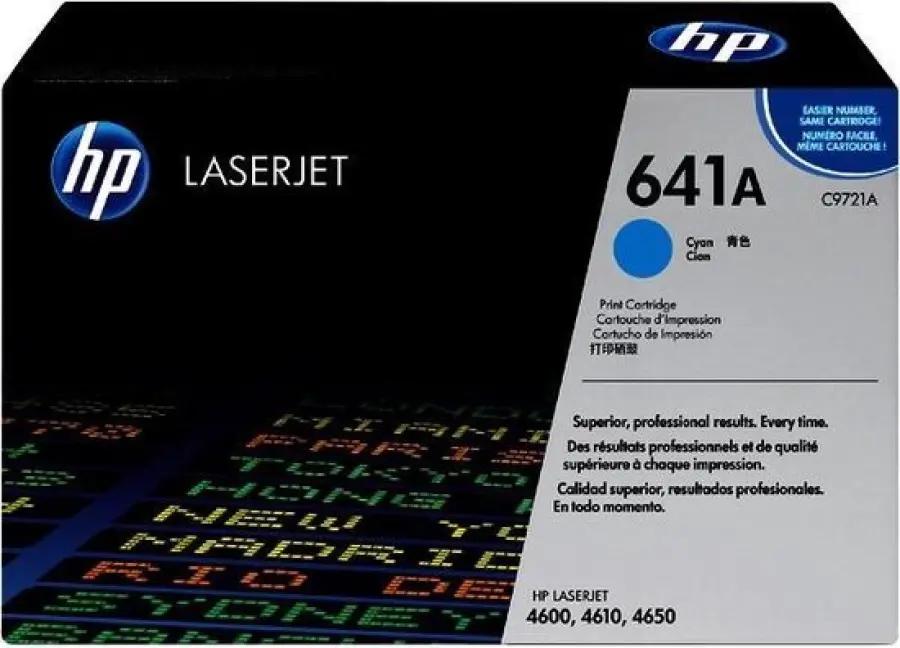 hp
EASIER NUMBER,
SAME CARTRIDGE!
NUMÉRO FACILE,
MÊME CARTOUCHE!
hp LASERJET
641A
C9721A
Cyan 青色
Cian
Print Cartridge
Cartouche d'Impression
Cartucho de Impresión
打印硒鼓
Superior, professional results. Every time.
Des résultats professionnels et de qualité
supérieure à chaque impression.
Calidad superior, resultados profesionales.
En todo momento.
MIAMI
PARIS
TOKYO
HONG
NEW YO
MADRID
RIO DE
SYDNEY
HP LASERJET
4600, 4610, 4650